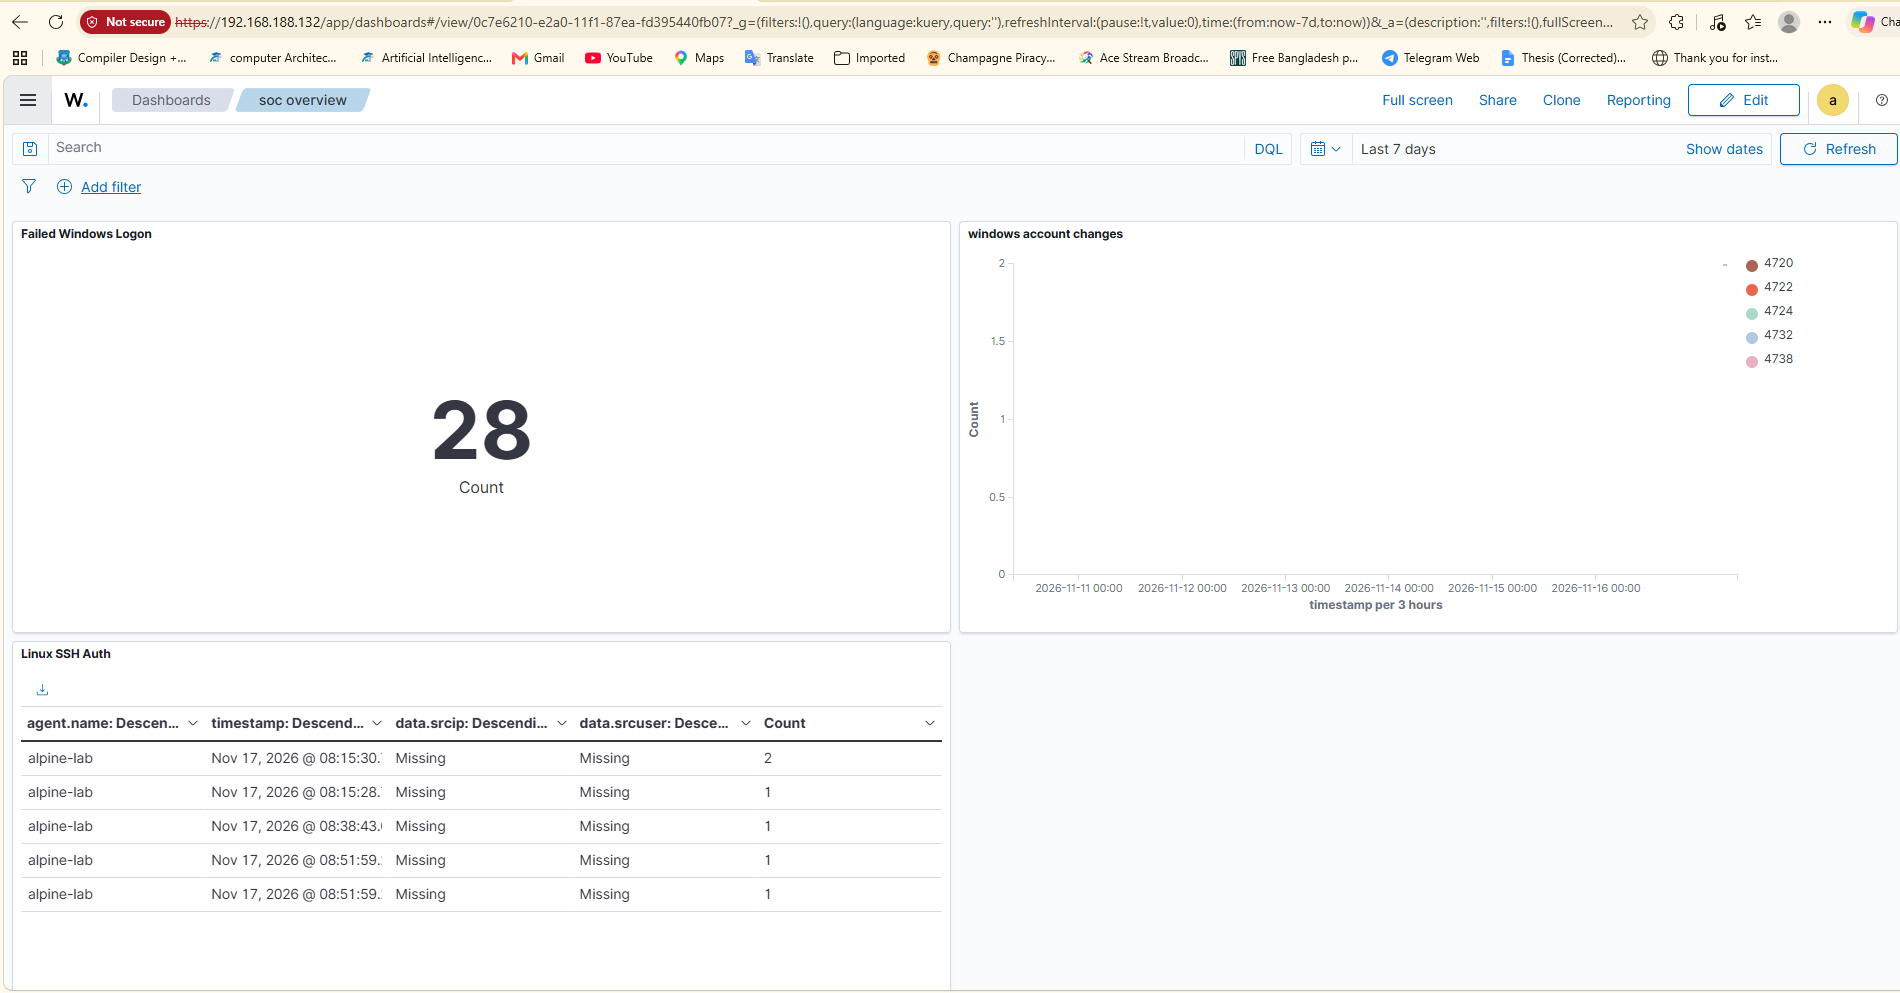 Not secure https://192.168.188.132/app/dashboards#/view/0c7e6210-e2a0-11f1-87ea-fd395440fb07?_g=(filters:!(),query:(language:kuery,query:''),refreshInterval:(pause:!t,value:0),time:(from:now-7d,to:now))&_a=(description:'',filters:!(),fullScreen... Cha
Compiler Design +... computer Architec... Artificial Intelligenc... Gmail YouTube Maps Translate Imported Champagne Piracy... Ace Stream Broadc... Free Bangladesh p... Telegram Web Thesis (Corrected)... Thank you for inst...
W. Dashboards soc overview Full screen Share Clone Reporting Edit a
Search DQL Last 7 days Show dates Refresh
Add filter
Failed Windows Logon
28
Count
windows account changes
2
1.5
1
0.5
0
Count
2026-11-11 00:00 2026-11-12 00:00 2026-11-13 00:00 2026-11-14 00:00 2026-11-15 00:00 2026-11-16 00:00
timestamp per 3 hours
4720
4722
4724
4732
4738
Linux SSH Auth
agent.name: Descen... timestamp: Descend... data.srcip: Descendi... data.srcuser: Desce... Count
alpine-lab Nov 17, 2026 @ 08:15:30. Missing Missing 2
alpine-lab Nov 17, 2026 @ 08:15:28. Missing Missing 1
alpine-lab Nov 17, 2026 @ 08:38:43. Missing Missing 1
alpine-lab Nov 17, 2026 @ 08:51:59. Missing Missing 1
alpine-lab Nov 17, 2026 @ 08:51:59. Missing Missing 1